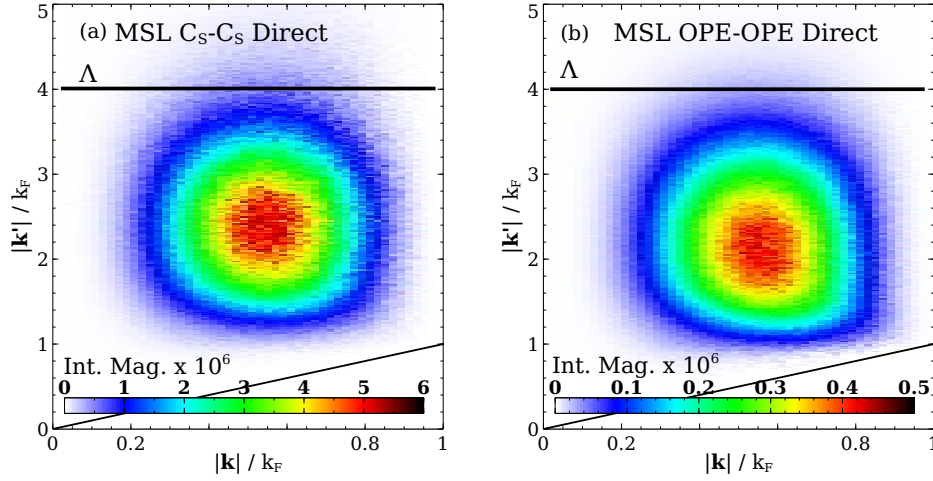 (a) MSL C_S-C_S Direct
Λ
|k'| / k_F
5
4
3
2
1
0
Int. Mag. x 10^6
0 1 2 3 4 5 6
0 0.2 0.8 1
|k| / k_F
(b) MSL OPE-OPE Direct
Λ
|k'| / k_F
5
4
3
2
1
0
Int. Mag. x 10^6
0 0.1 0.2 0.3 0.4 0.5
0 0.2 0.8 1
|k| / k_F